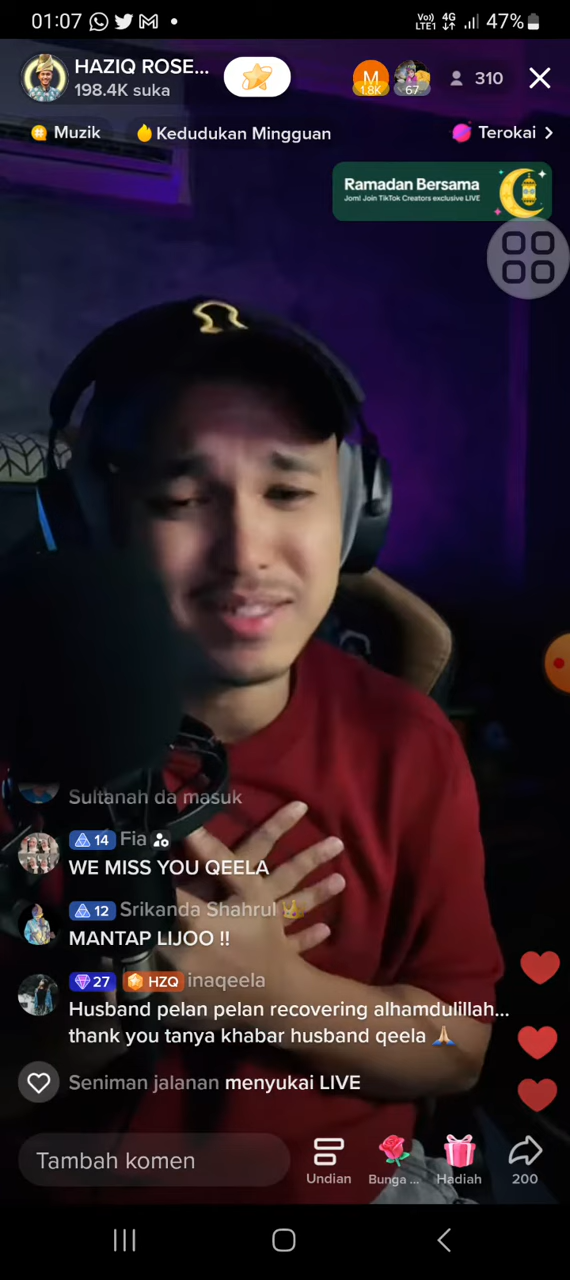 01:07
Vo)) 4G
LTE1
47%
HAZIQ ROSE...
198.4K suka
M
1.8K
67
310
Muzik
Kedudukan Mingguan
Terokai >
Ramadan Bersama
Jom! Join TikTok Creators exclusive LIVE
Sultanah da masuk
14 Fia
WE MISS YOU QEELA
12 Srikanda Shahrul 👑
MANTAP LIJOO !!
27 HZQ inaqeela
Husband pelan pelan recovering alhamdulillah...
thank you tanya khabar husband qeela 🙏🏻
Seniman jalanan menyukai LIVE
Tambah komen
Undian
Bunga ...
Hadiah
200